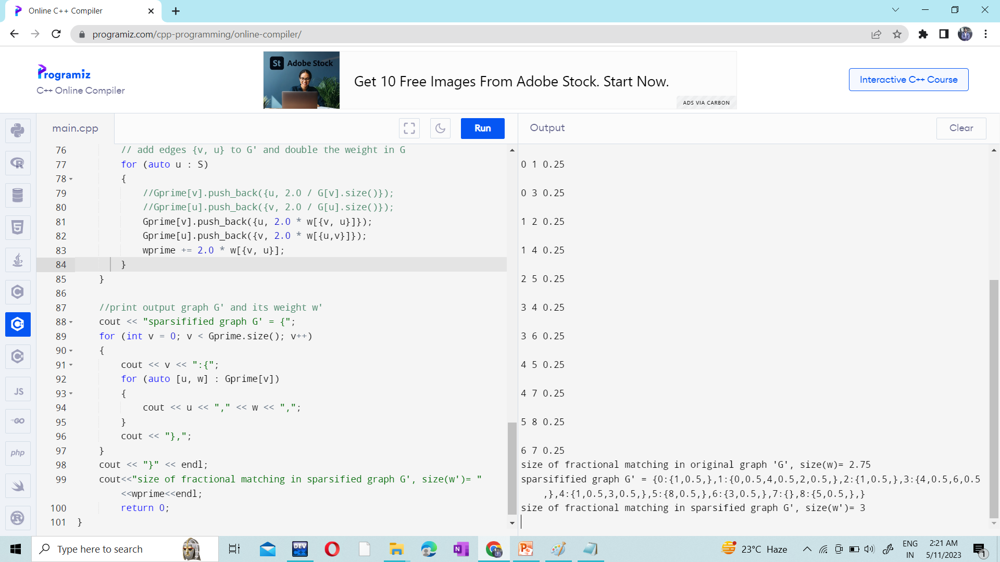 Online C++ Compiler
programiz.com/cpp-programming/online-compiler/
Programiz
C++ Online Compiler
St Adobe Stock
Get 10 Free Images From Adobe Stock. Start Now.
ADS VIA CARBON
Interactive C++ Course
main.cpp
Run
76 // add edges {v, u} to G' and double the weight in G
77 for (auto u : S)
78 {
79 //Gprime[v].push_back({u, 2.0 / G[v].size()});
80 //Gprime[u].push_back({v, 2.0 / G[u].size()});
81 Gprime[v].push_back({u, 2.0 * w[{v, u}]});
82 Gprime[u].push_back({v, 2.0 * w[{u,v}]});
83 wprime += 2.0 * w[{v, u}];
84 }
85 }
86
87 //print output graph G' and its weight w'
88 cout << "sparsifified graph G' = {";
89 for (int v = 0; v < Gprime.size(); v++)
90 {
91 cout << v << ":{";
92 for (auto [u, w] : Gprime[v])
93 {
94 cout << u << "," << w << ",";
95 }
96 cout << "},";
97 }
98 cout << "}" << endl;
99 cout<<"size of fractional matching in sparsified graph G', size(w')= "
<<wprime<<endl;
100 return 0;
101 }
Output
Clear
0 1 0.25
0 3 0.25
1 2 0.25
1 4 0.25
2 5 0.25
3 4 0.25
3 6 0.25
4 5 0.25
4 7 0.25
5 8 0.25
6 7 0.25
size of fractional matching in original graph 'G', size(w)= 2.75
sparsifified graph G' = {0:{1,0.5,},1:{0,0.5,4,0.5,2,0.5,},2:{1,0.5,},3:{4,0.5,6,0.5
,},4:{1,0.5,3,0.5,},5:{8,0.5,},6:{3,0.5,},7:{},8:{5,0.5,},}
size of fractional matching in sparsified graph G', size(w')= 3
JS
GO
php
Type here to search
DEV C++
N
23°C Haze
ENG
IN
2:21 AM
5/11/2023
1